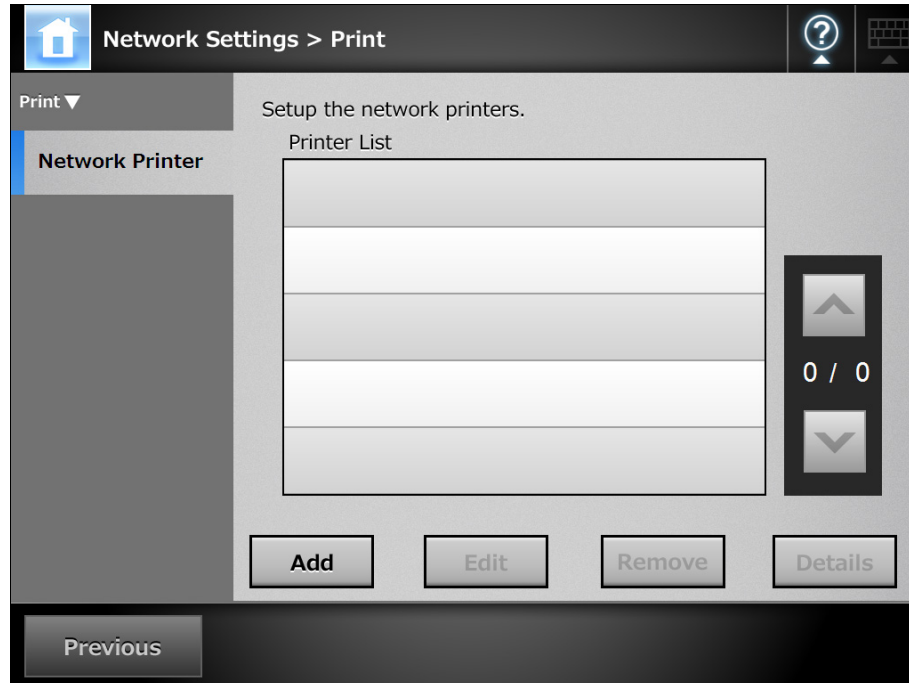 Network Settings > Print
?
Print▼
Network Printer
Setup the network printers.
Printer List
0 / 0
Add Edit Remove Details
Previous